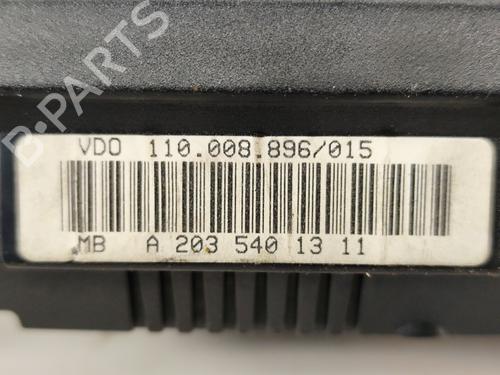 VDO 110.008.896/015
MB A 203 540 13 11
B-PARTS